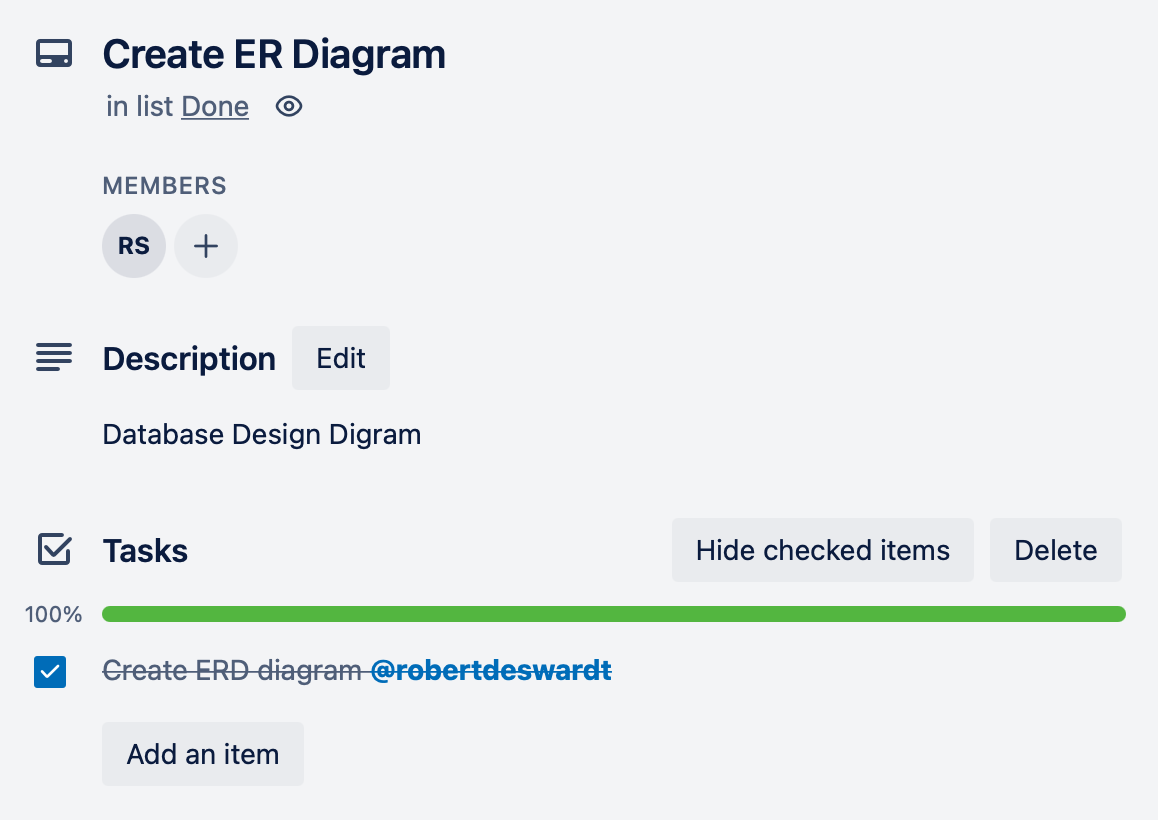 Create ER Diagram
in list Done
MEMBERS
RS
Description Edit
Database Design Digram
Tasks Hide checked items Delete
100%
Create ERD diagram @robertdeswardt
Add an item